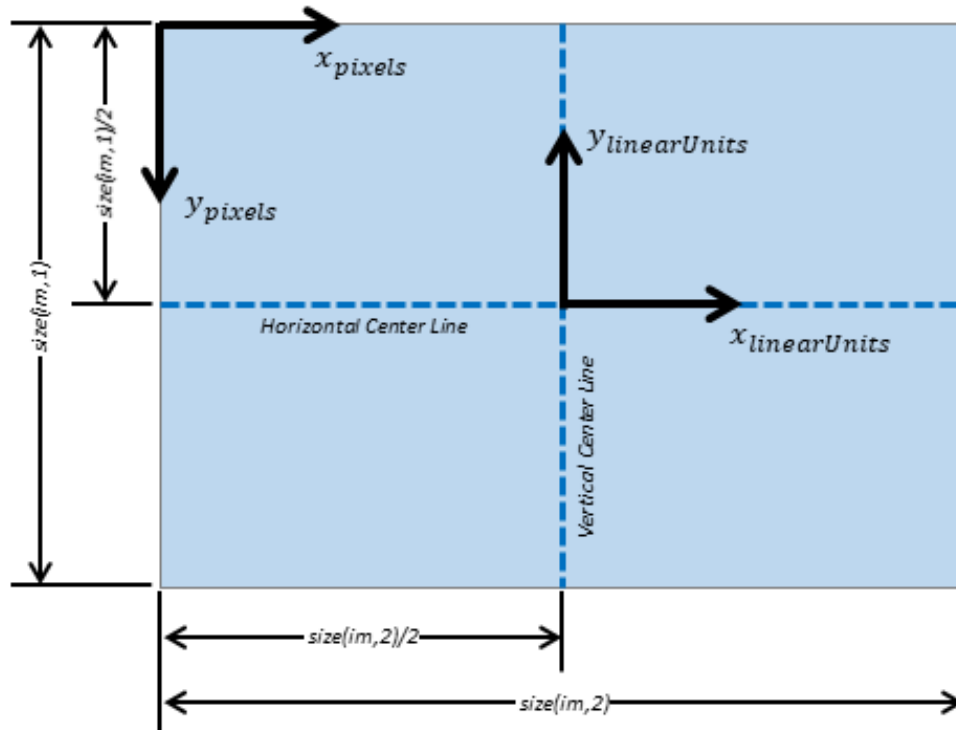 x_pixels
y_pixels
size(im,1)/2
size(im,1)
y_linearUnits
x_linearUnits
Horizontal Center Line
Vertical Center Line
size(im,2)/2
size(im,2)